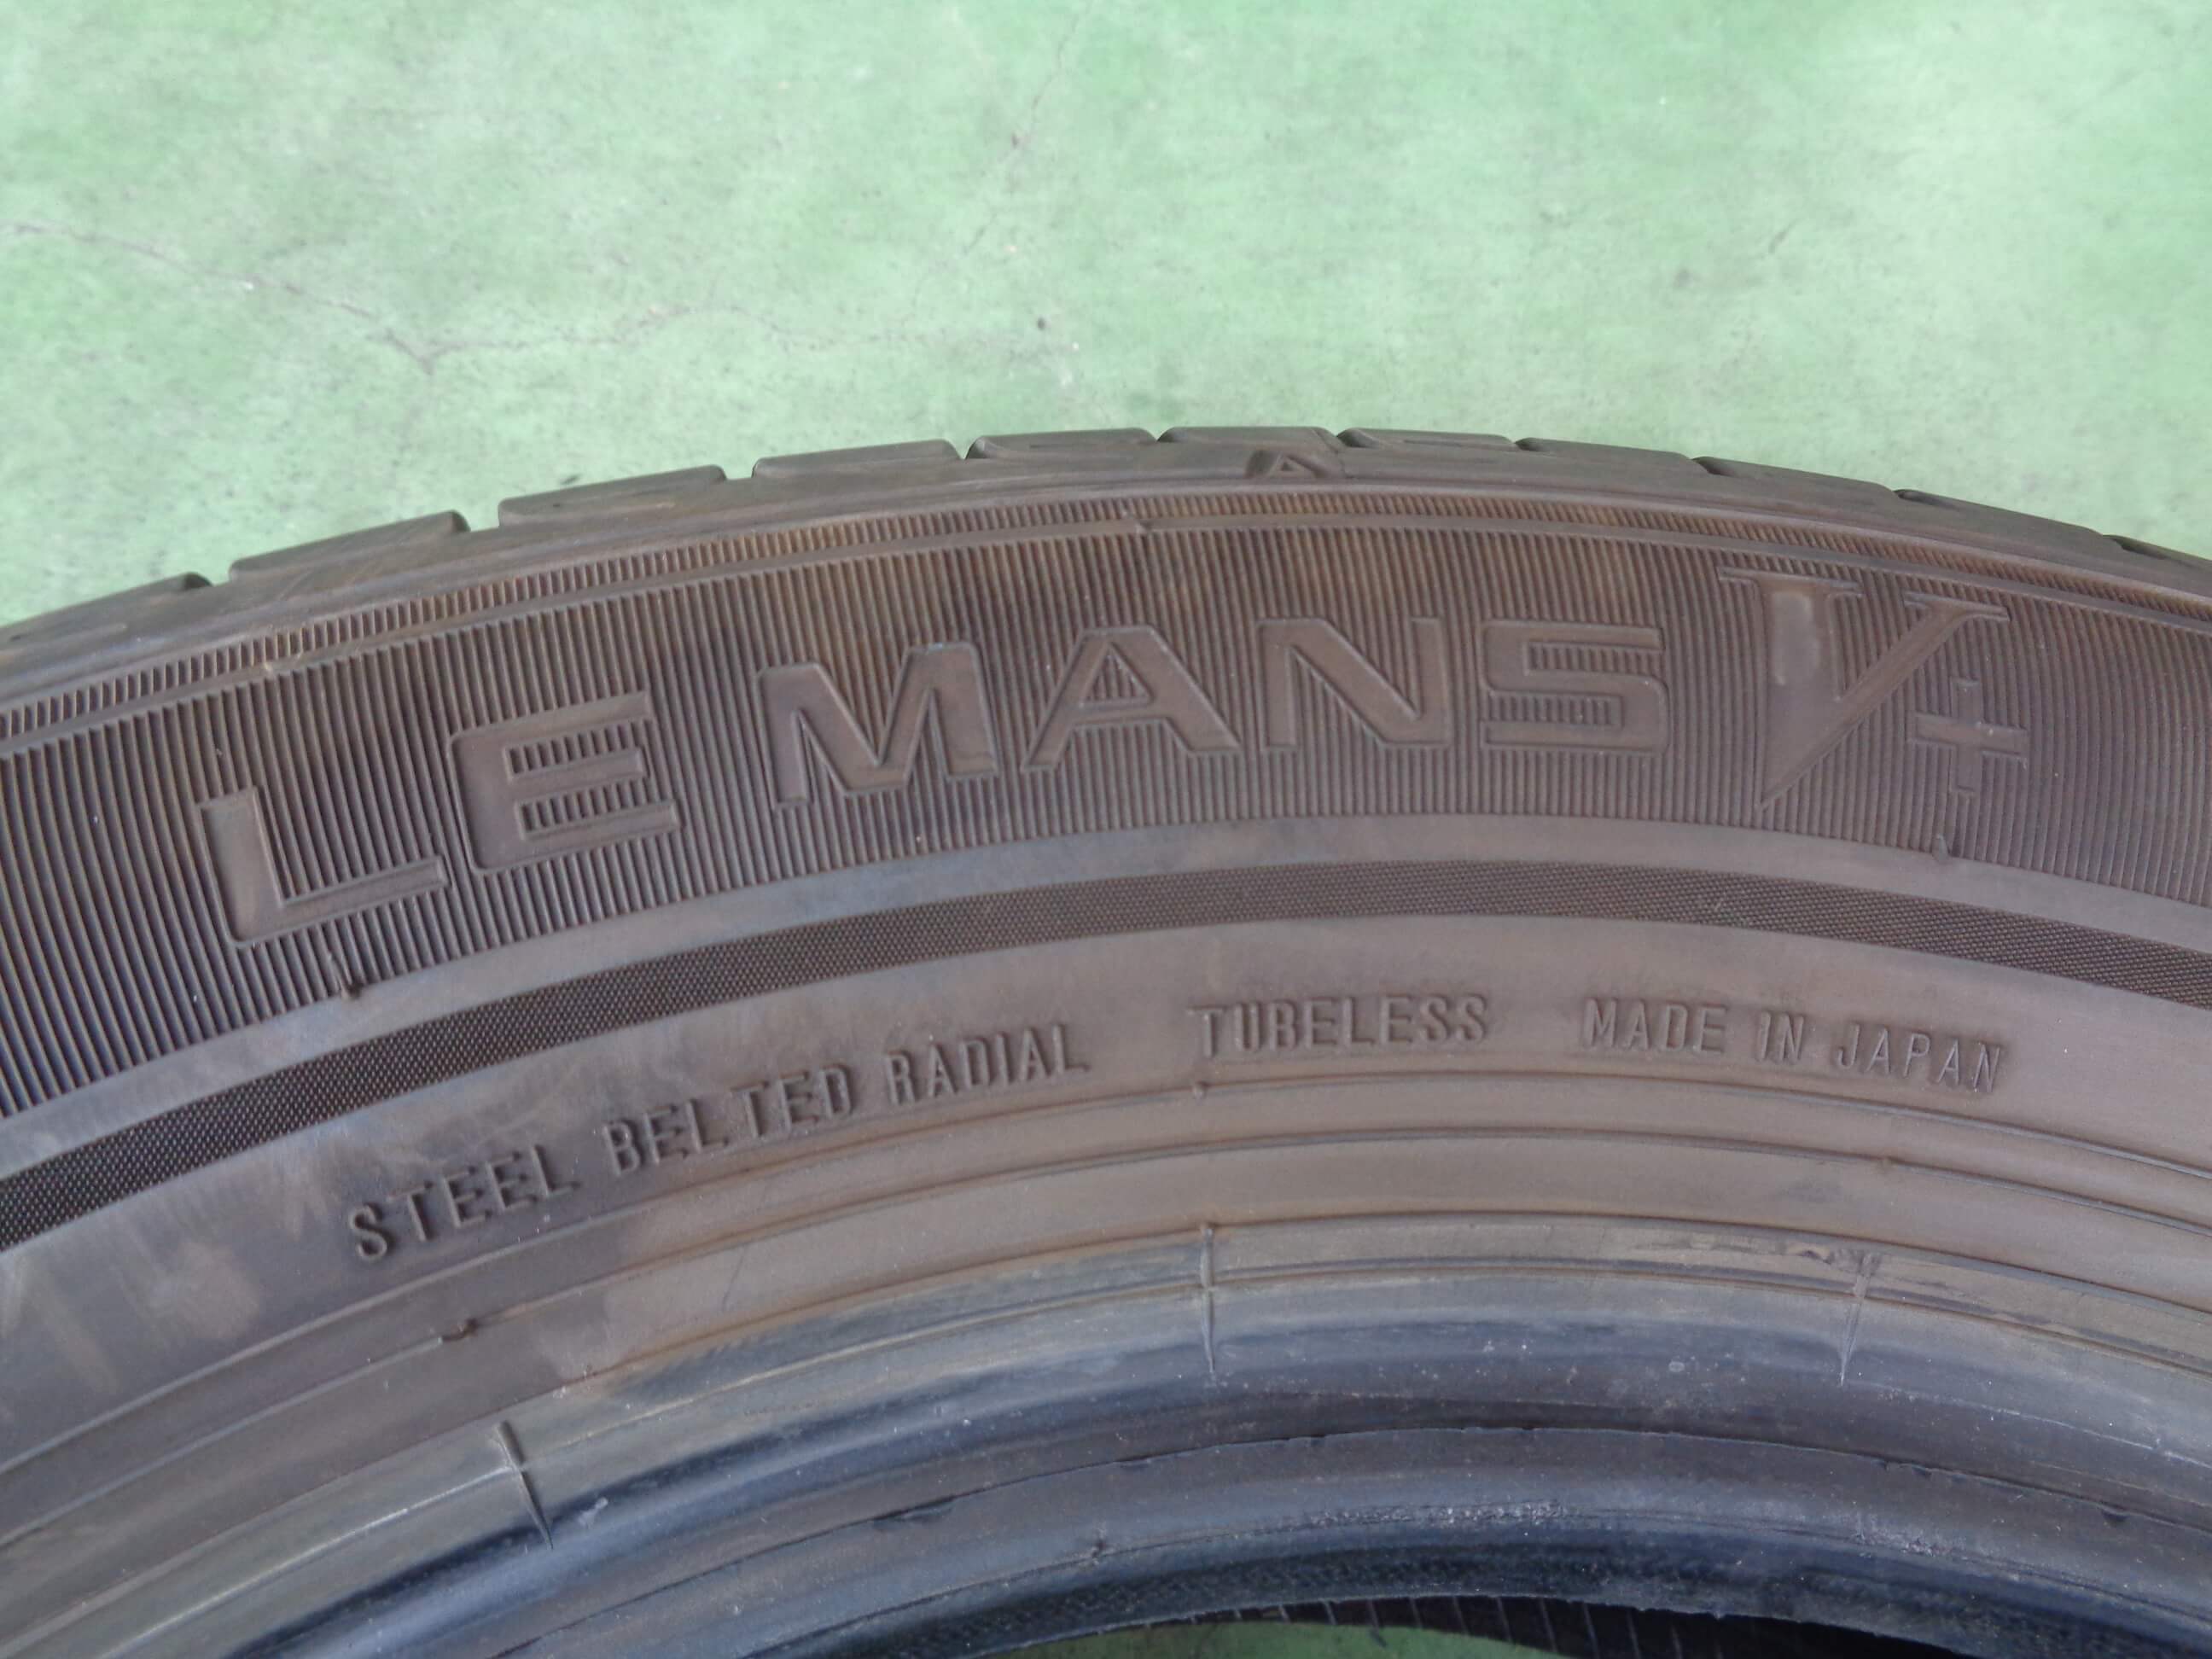 LE MANS V+
STEEL BELTED RADIAL TUBELESS MADE IN JAPAN